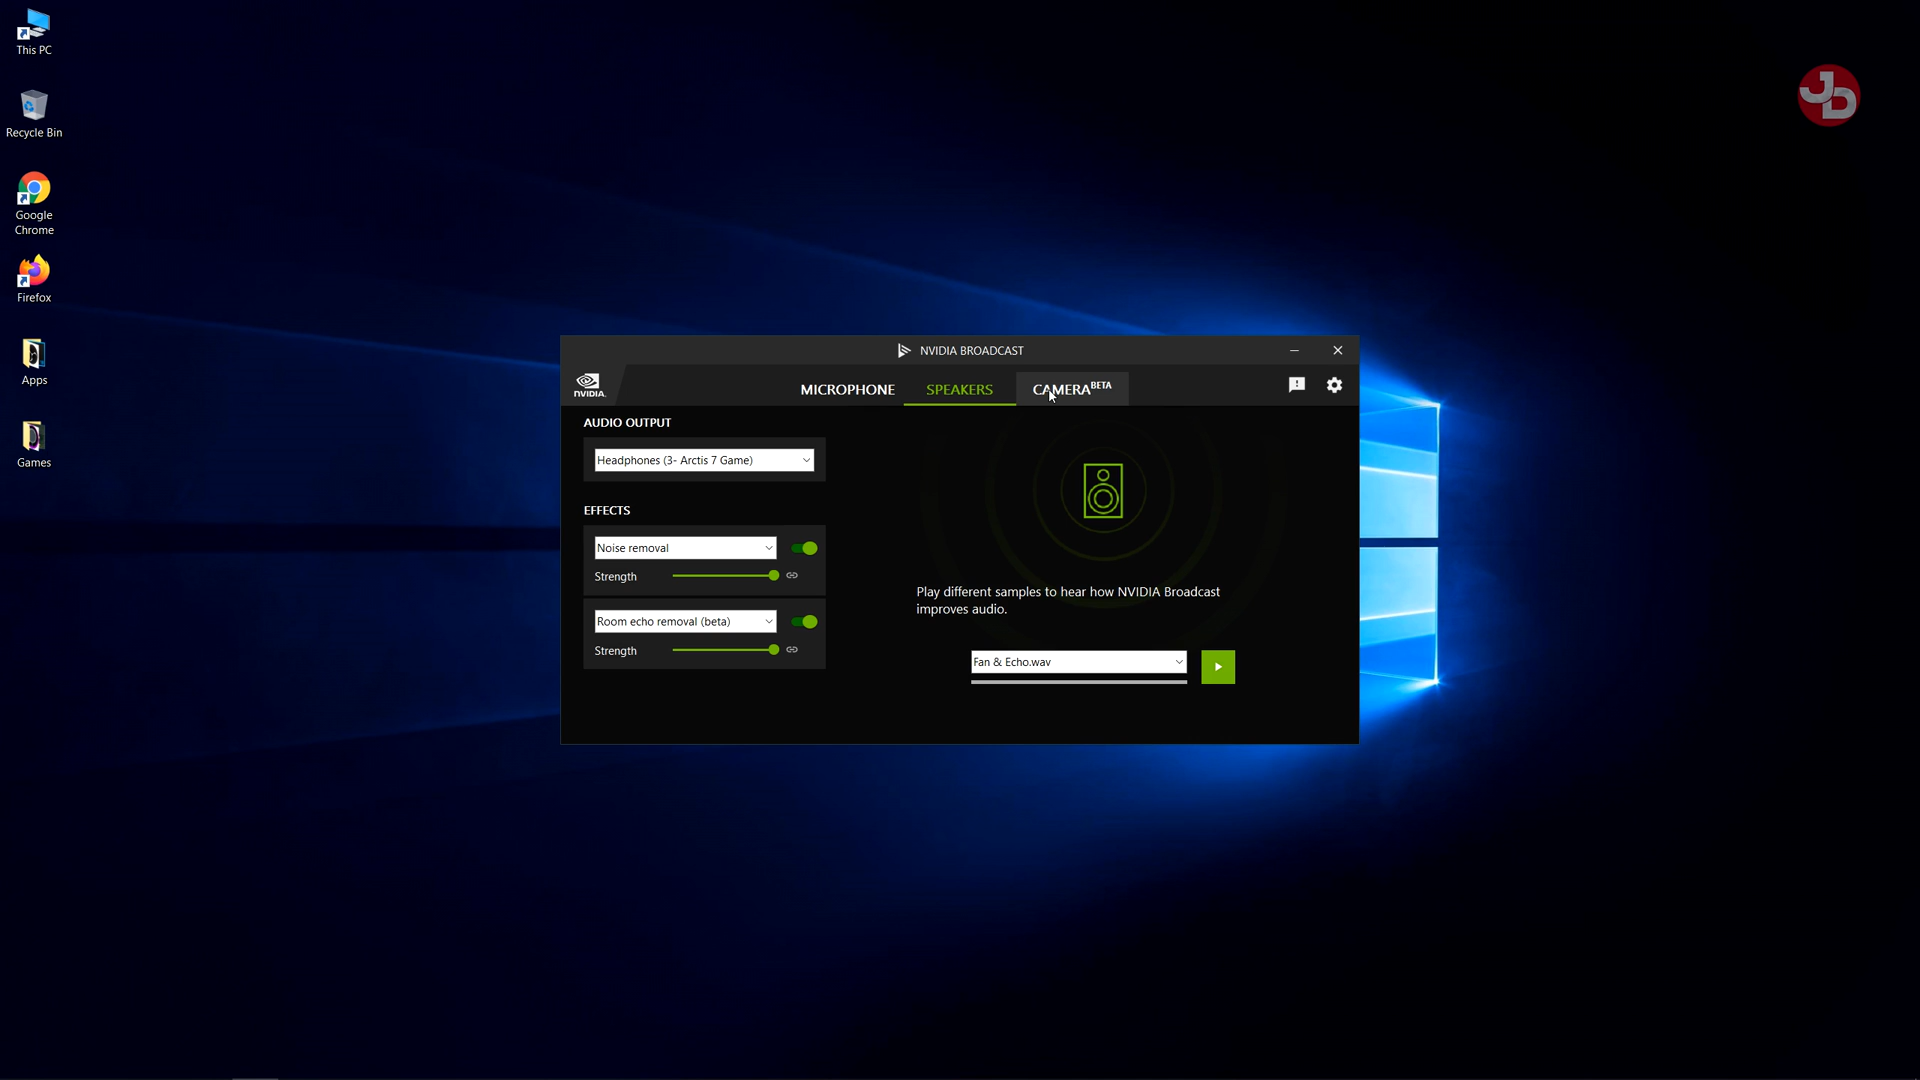 This PC
Recycle Bin
Google
Chrome
Firefox
Apps
Games
JD
NVIDIA BROADCAST
NVIDIA.
MICROPHONE
SPEAKERS
CAMERA BETA
AUDIO OUTPUT
Headphones (3- Arctis 7 Game)
EFFECTS
Noise removal
Strength
Room echo removal (beta)
Strength
Play different samples to hear how NVIDIA Broadcast
improves audio.
Fan & Echo.wav